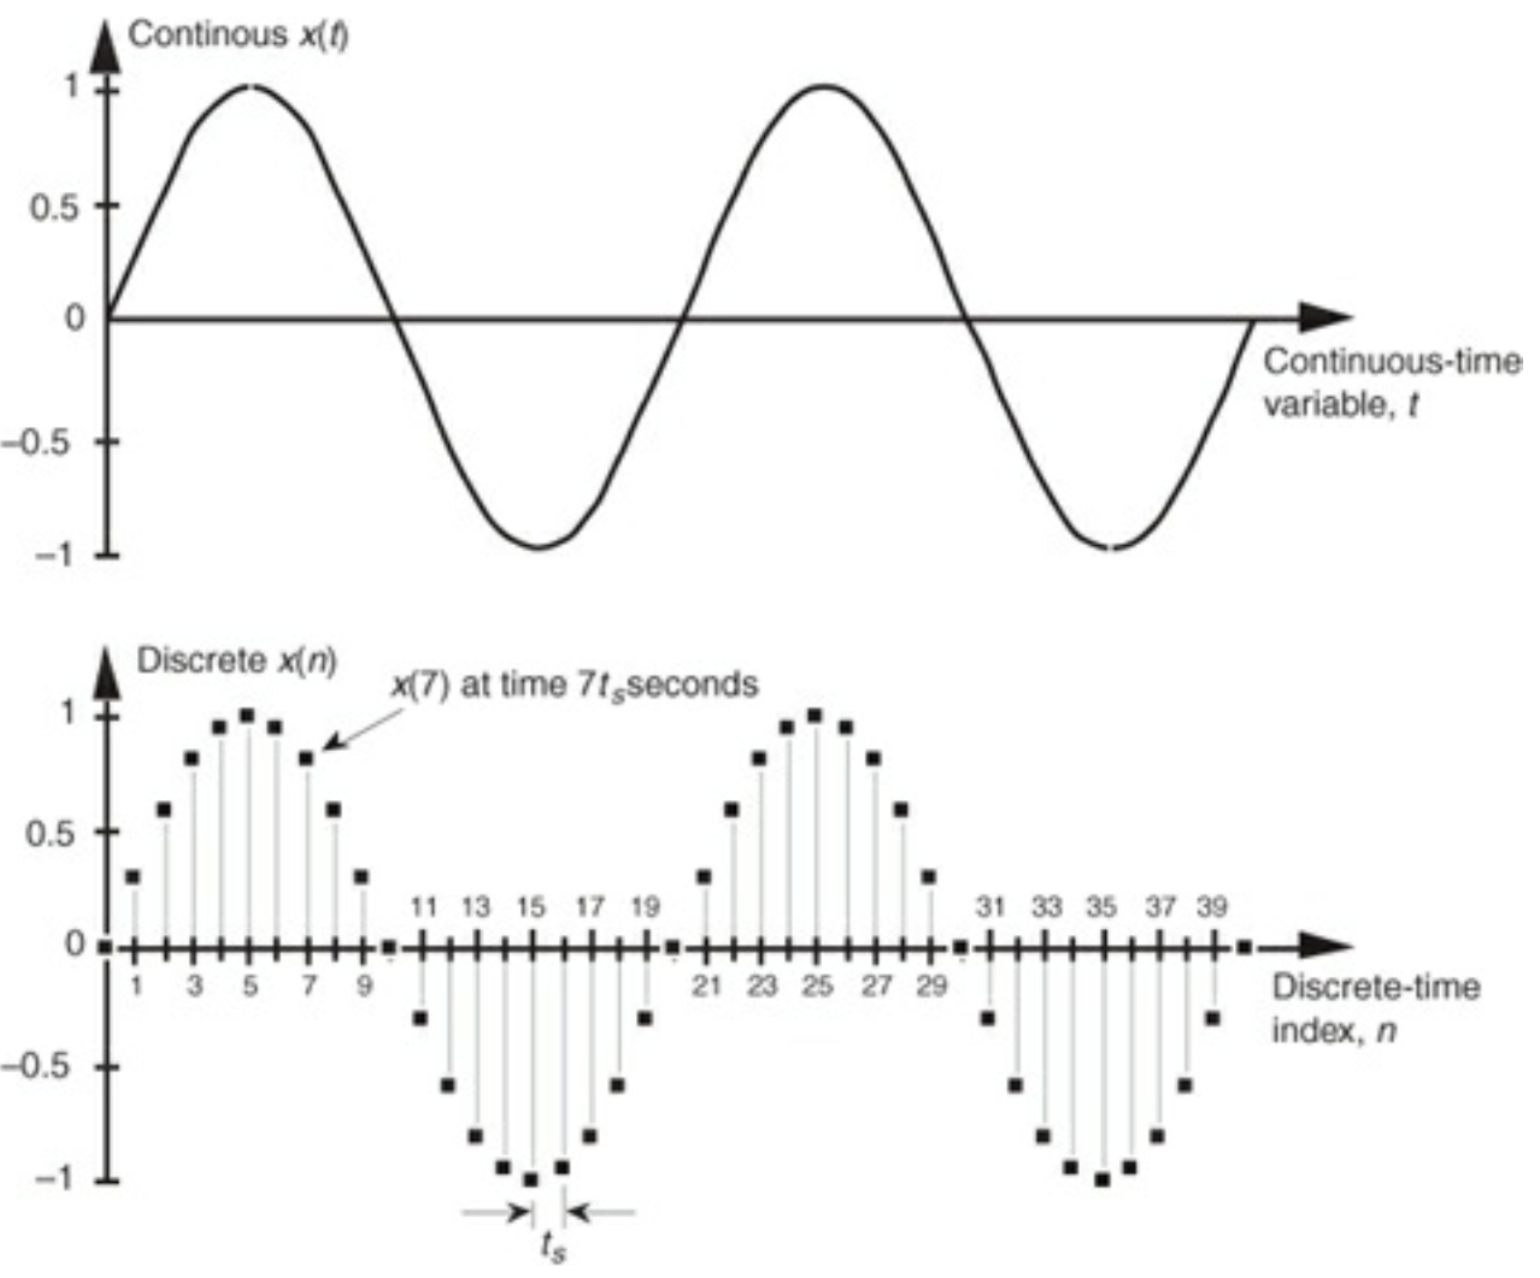 Continous x(t)
1
0.5
0
–0.5
–1
Continuous-time
variable, t
Discrete x(n)
x(7) at time 7tsseconds
1
0.5
0
–0.5
–1
11 13 15 17 19 31 33 35 37 39
1 3 5 7 9 21 23 25 27 29
Discrete-time
index, n
ts